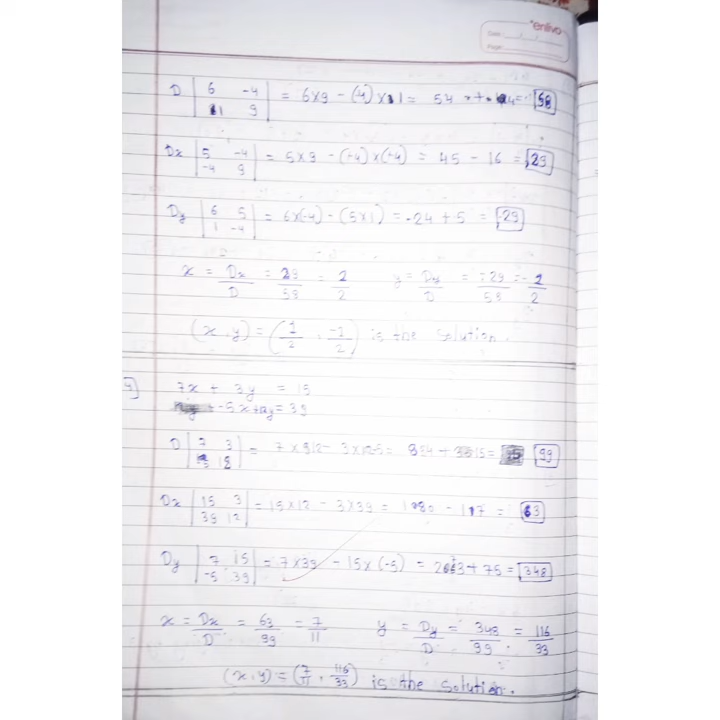 enlivo
Date
Page
D | 6 -4 | = 6×9 - (4)×1 = 54 + 4 = 58
| 1 9 |
Dx | 5 -4 | = 5×9 - (-4)×(-4) = 45 - 16 = 29
| -4 9 |
Dy | 6 5 | = 6×(-4) - (5×1) = -24 + 5 = -29
| 1 -4 |
x = Dx/D = 29/58 = 1/2 y = Dy/D = -29/58 = -1/2
(x, y) = (1/2, -1/2) is the solution.
4) 7x + 3y = 15
-5x+12y=39
D | 7 3 | = 7×12 - 3×-5 = 84 + 15 = 99
| -5 12 |
Dx | 15 3 | = 15×12 - 3×39 = 180 - 117 = 63
| 39 12 |
Dy | 7 15 | = 7×39 - 15×(-5) = 273 + 75 = 348
| -5 39 |
x = Dx/D = 63/99 = 7/11 y = Dy/D = 348/99 = 116/33
(x, y) = (7/11, 116/33) is the solution.